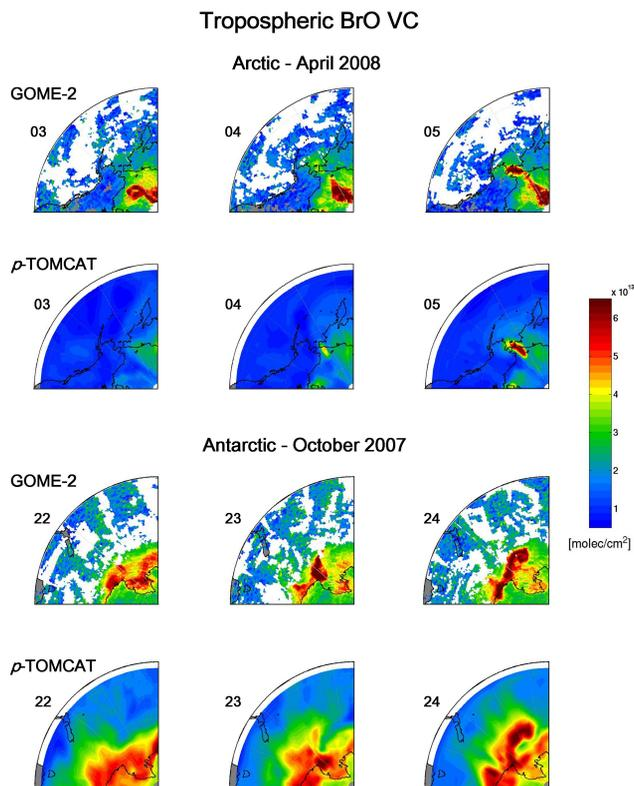 Tropospheric BrO VC
Arctic - April 2008
GOME-2
03
04
05
p-TOMCAT
03
04
05
x 10^13
6
5
4
3
2
1
[molec/cm²]
Antarctic - October 2007
GOME-2
22
23
24
p-TOMCAT
22
23
24